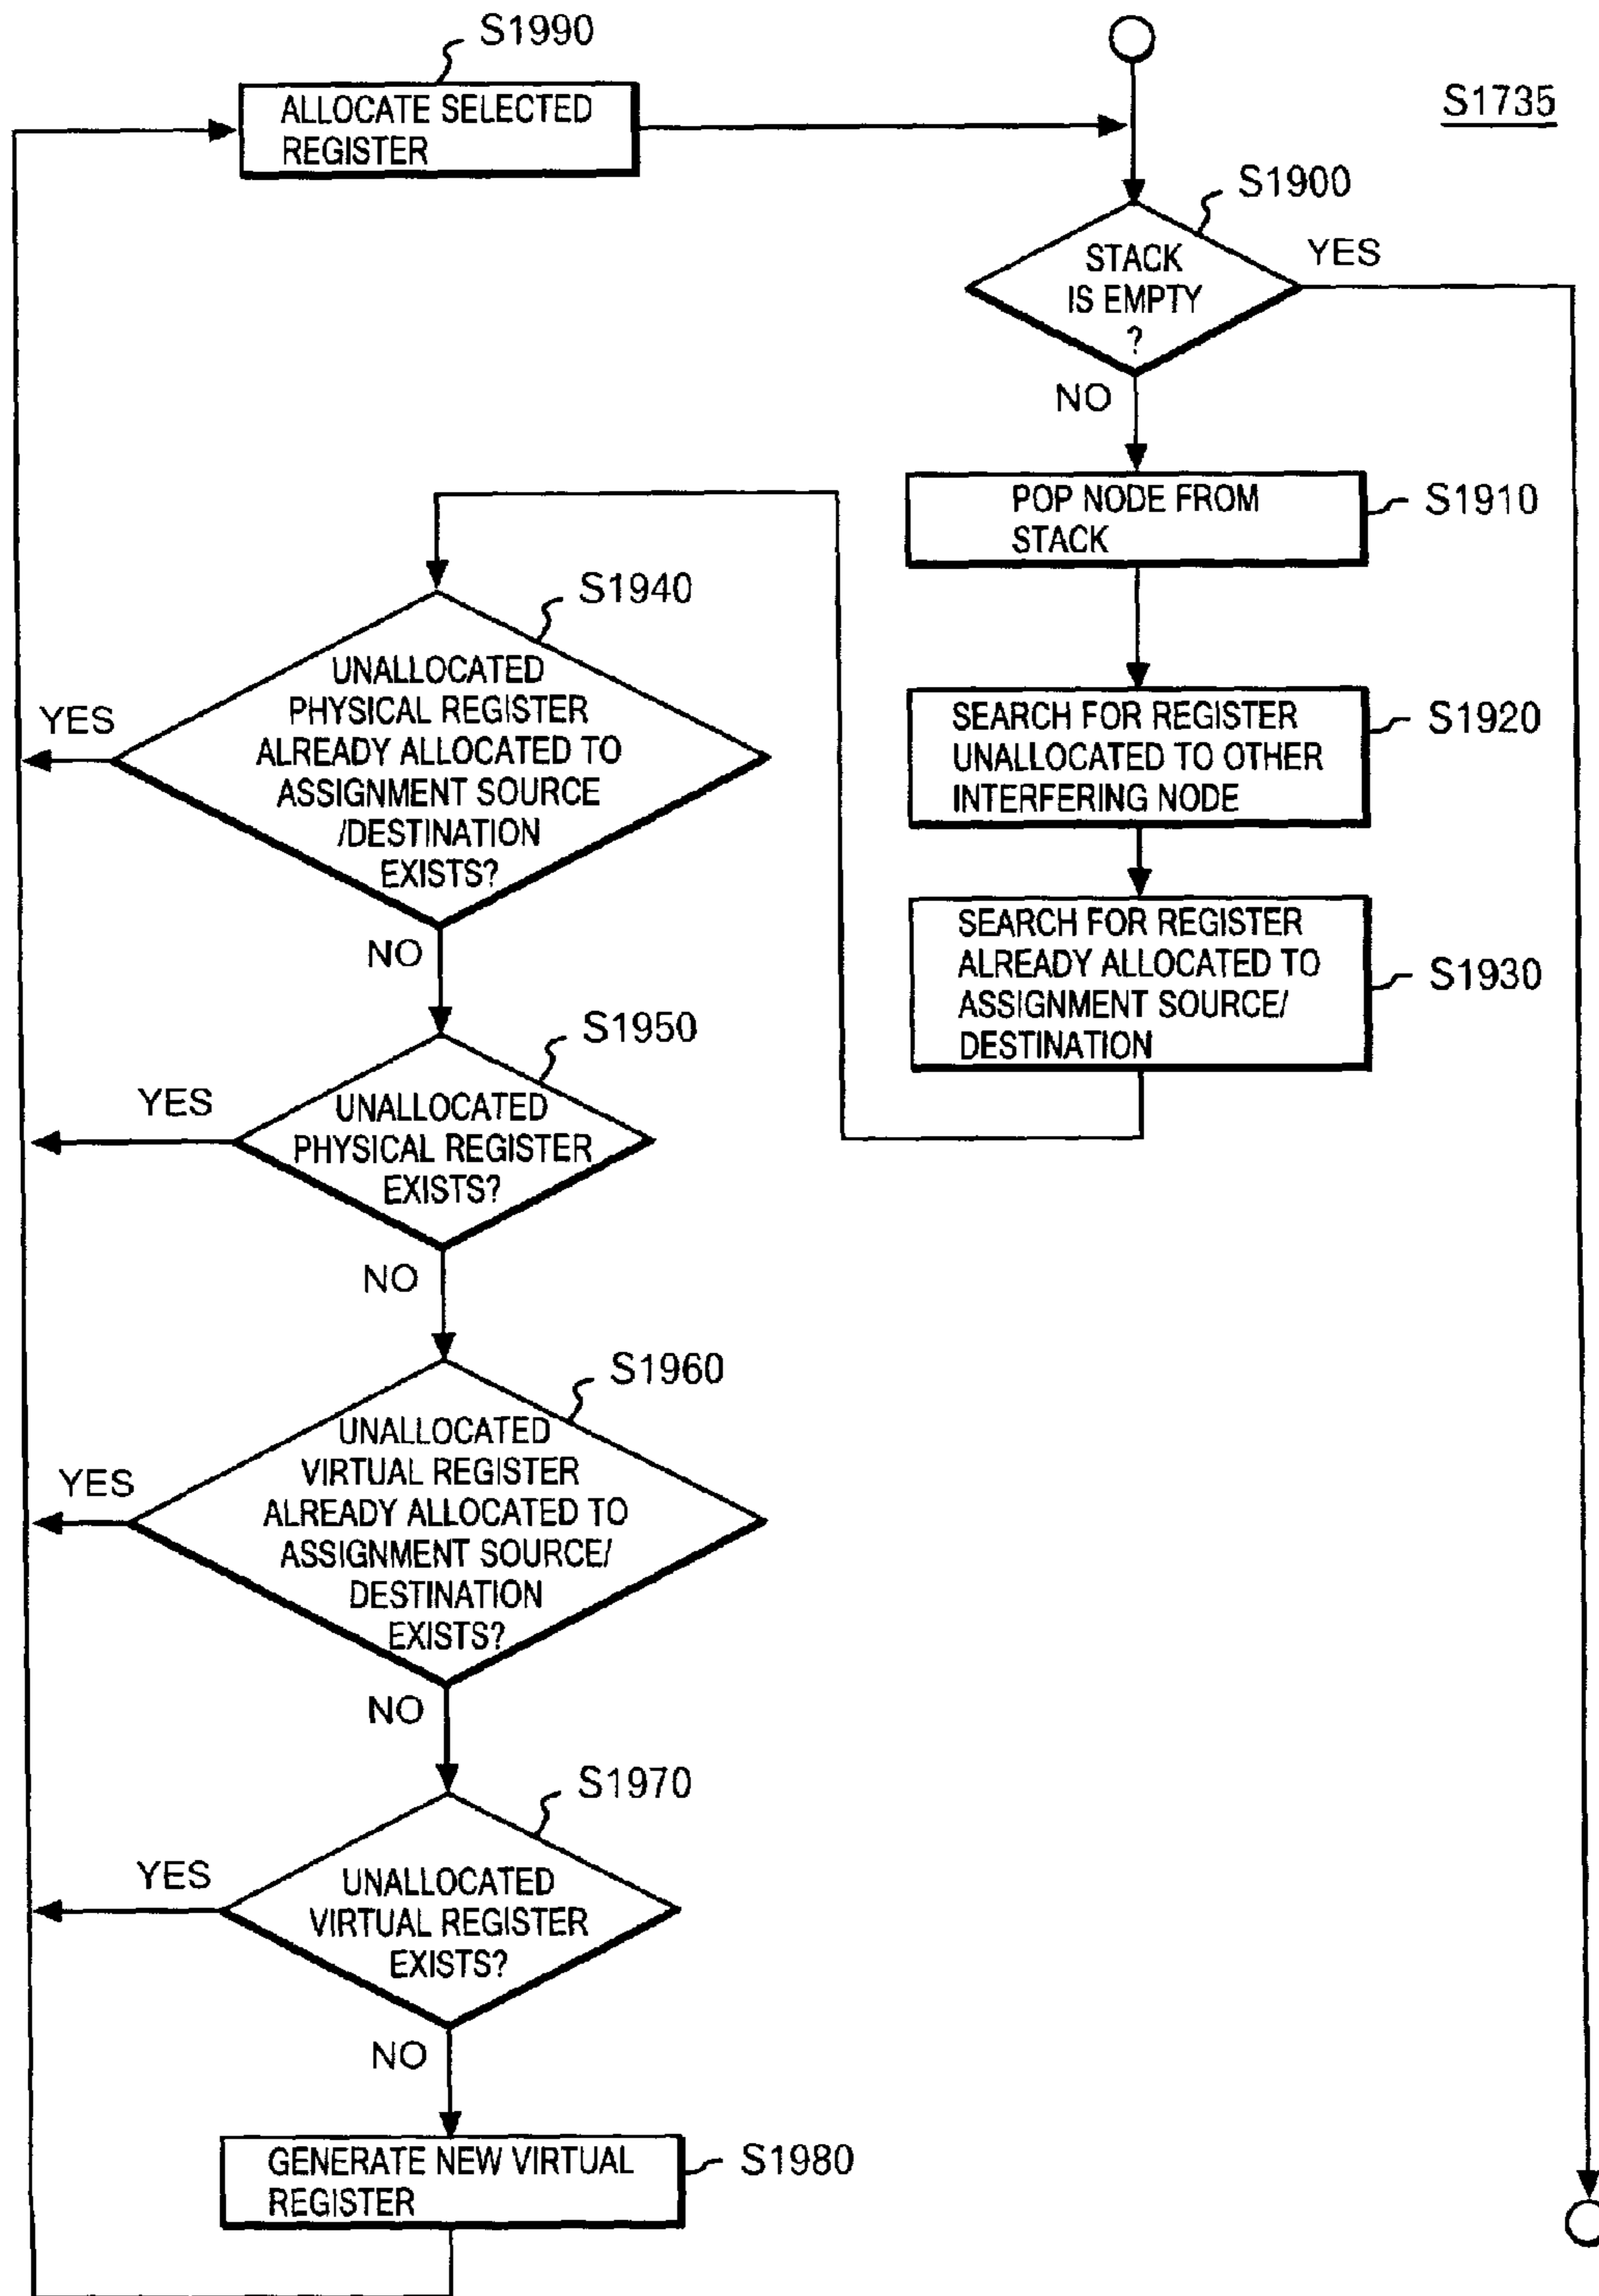 S1990
ALLOCATE SELECTED
REGISTER
S1735
S1900
STACK
IS EMPTY
?
YES
NO
POP NODE FROM
STACK
S1910
SEARCH FOR REGISTER
UNALLOCATED TO OTHER
INTERFERING NODE
S1920
SEARCH FOR REGISTER
ALREADY ALLOCATED TO
ASSIGNMENT SOURCE/
DESTINATION
S1930
S1940
UNALLOCATED
PHYSICAL REGISTER
ALREADY ALLOCATED TO
ASSIGNMENT SOURCE
/DESTINATION
EXISTS?
YES
NO
S1950
UNALLOCATED
PHYSICAL REGISTER
EXISTS?
YES
NO
S1960
UNALLOCATED
VIRTUAL REGISTER
ALREADY ALLOCATED TO
ASSIGNMENT SOURCE/
DESTINATION
EXISTS?
YES
NO
S1970
UNALLOCATED
VIRTUAL REGISTER
EXISTS?
YES
NO
GENERATE NEW VIRTUAL
REGISTER
S1980